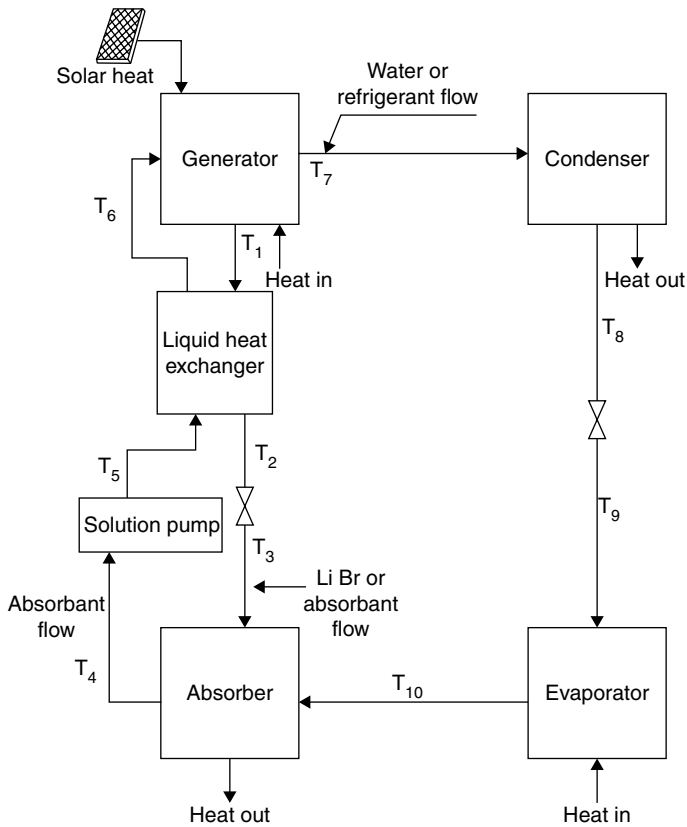 Solar heat
Water or
refrigerant flow
Generator
Condenser
T7
T6
T1
Heat in
Heat out
Liquid heat
exchanger
T8
T2
T5
Solution pump
T9
T3
Li Br or
absorbant
flow
Absorbant
flow
T4
Absorber
T10
Evaporator
Heat out
Heat in